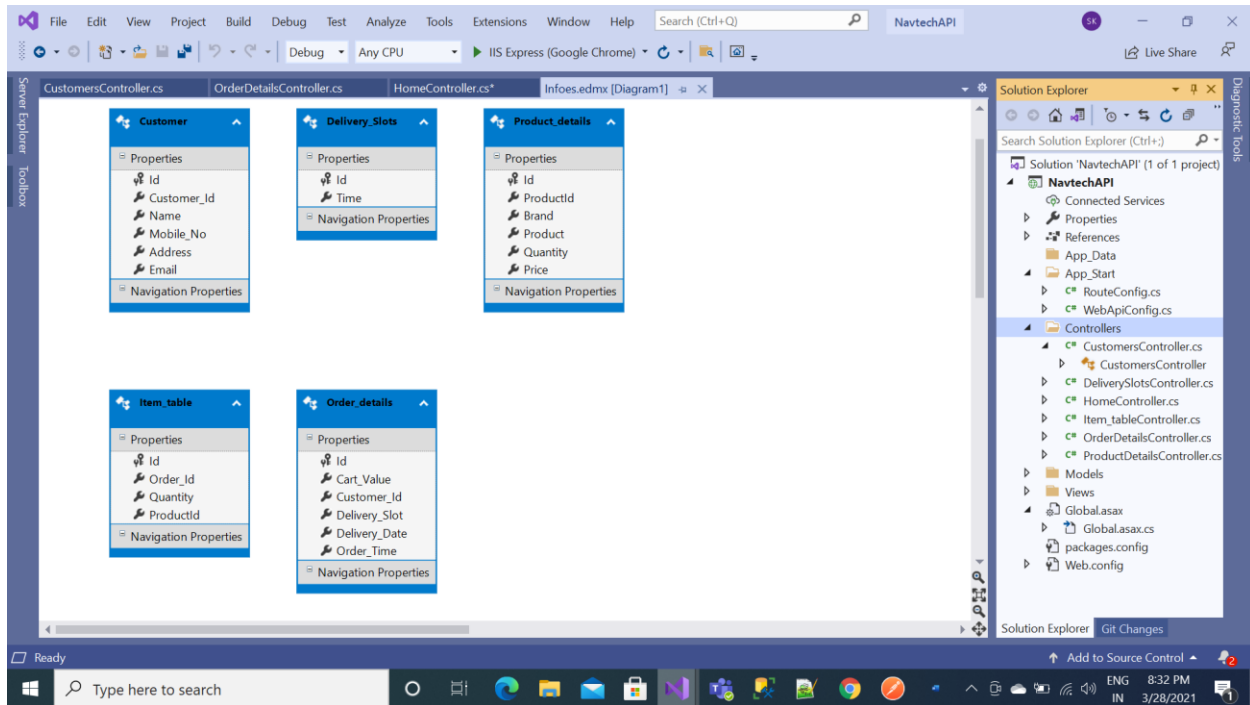 File Edit View Project Build Debug Test Analyze Tools Extensions Window Help Search (Ctrl+Q) NavtechAPI SK
Debug Any CPU IIS Express (Google Chrome) Live Share
Server Explorer
Toolbox
CustomersController.cs OrderDetailsController.cs HomeController.cs* Infoes.edmx [Diagram1]
Customer
Properties
Id
Customer_Id
Name
Mobile_No
Address
Email
Navigation Properties
Delivery_Slots
Properties
Id
Time
Navigation Properties
Product_details
Properties
Id
ProductId
Brand
Product
Quantity
Price
Navigation Properties
Item_table
Properties
Id
Order_Id
Quantity
ProductId
Navigation Properties
Order_details
Properties
Id
Cart_Value
Customer_Id
Delivery_Slot
Delivery_Date
Order_Time
Navigation Properties
Solution Explorer
Search Solution Explorer (Ctrl+;)
Solution 'NavtechAPI' (1 of 1 project)
NavtechAPI
Connected Services
Properties
References
App_Data
App_Start
C# RouteConfig.cs
C# WebApiConfig.cs
Controllers
C# CustomersController.cs
CustomersController
C# DeliverySlotsController.cs
C# HomeController.cs
C# Item_tableController.cs
C# OrderDetailsController.cs
C# ProductDetailsController.cs
Models
Views
Global.asax
Global.asax.cs
packages.config
Web.config
Solution Explorer Git Changes
Diagnostic Tools
Ready Add to Source Control 2
Type here to search ENG 8:32 PM
IN 3/28/2021 1